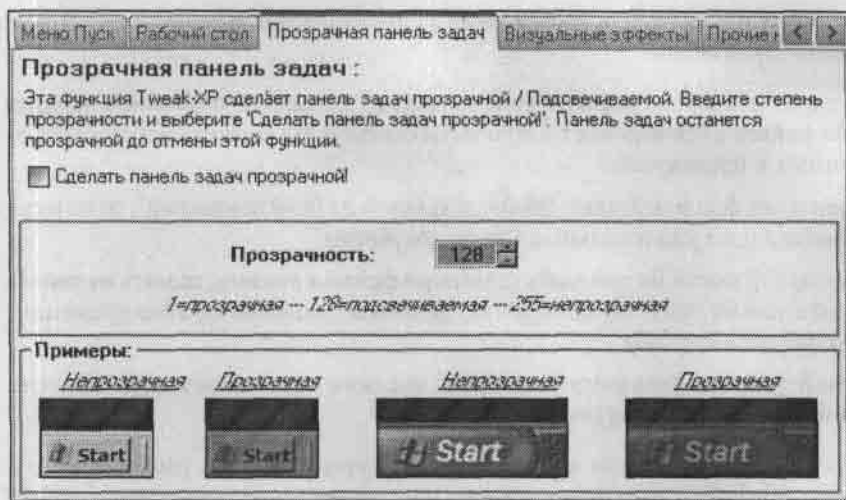 Меню Пуск Рабочий стол Прозрачная панель задач Визуальные эффекты Прочие
Прозрачная панель задач :
Эта функция Tweak-XP сделает панель задач прозрачной / Подсвечиваемой. Введите степень
прозрачности и выберите 'Сделать панель задач прозрачной!'. Панель задач останется
прозрачной до отмены этой функции.
Сделать панель задач прозрачной!
Прозрачность: 128
1=прозрачная --- 128=подсвечиваемая --- 255=непрозрачная
Примеры:
Непрозрачная Прозрачная Непрозрачная Прозрачная
Start Start Start Start